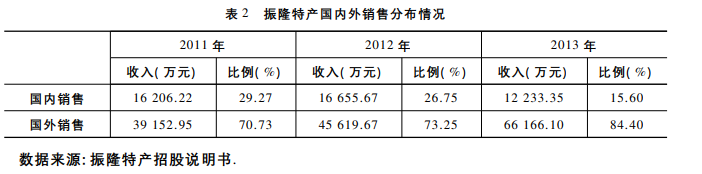 表 2 振隆特产国内外销售分布情况
2011 年 2012 年 2013 年
收入( 万元) 比例( %) 收入( 万元) 比例( %) 收入( 万元) 比例( %)
国内销售 16 206.22 29.27 16 655.67 26.75 12 233.35 15.60
国外销售 39 152.95 70.73 45 619.67 73.25 66 166.10 84.40
数据来源: 振隆特产招股说明书.